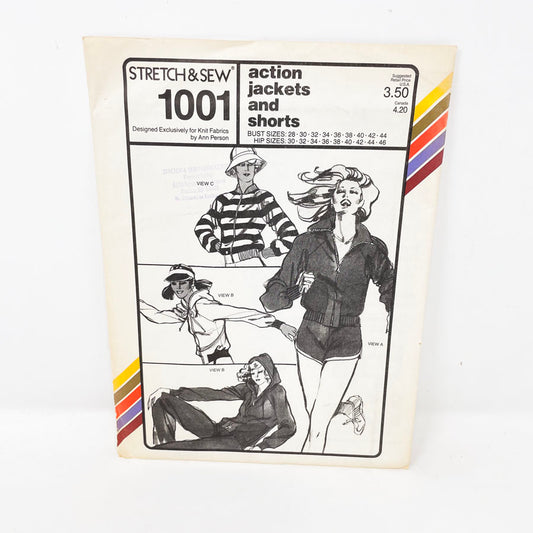 STRETCH & SEW®
1001
Designed Exclusively for Knit Fabrics
by Ann Person
action
jackets
and
shorts
BUST SIZES: 28 · 30 · 32 · 34 · 36 · 38 · 40 · 42 · 44
HIP SIZES: 30 · 32 · 34 · 36 · 38 · 40 · 42 · 44 · 46
Suggested
Retail Price
U.S.A.
3.50
Canada
4.20
VIEW C
VIEW B
VIEW A
VIEW B